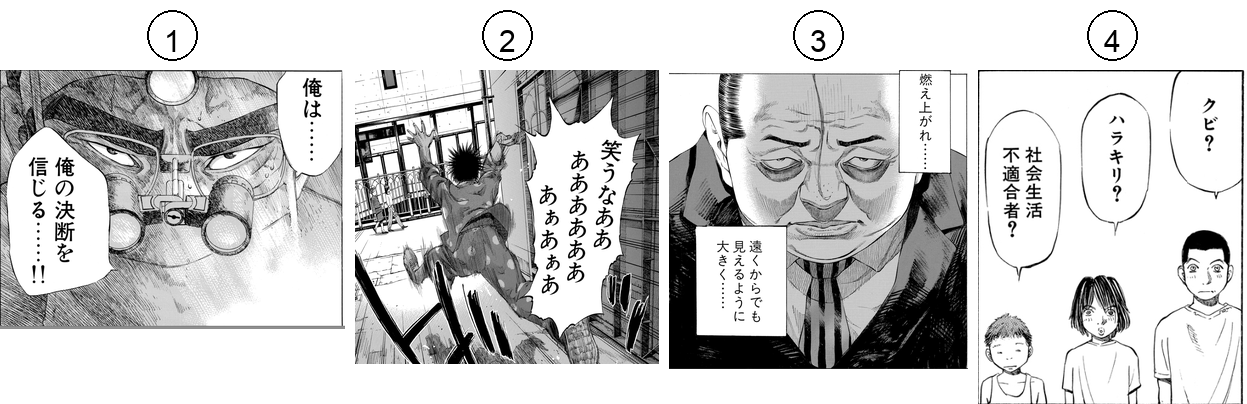 1
俺は……
俺の決断を
信じる……!!
2
笑うなああ
ああああああ
あぁあぁあ
3
燃え上がれ……
遠くからでも
見えるように
大きく……
4
クビ?
ハラキリ?
社会生活
不適合者?